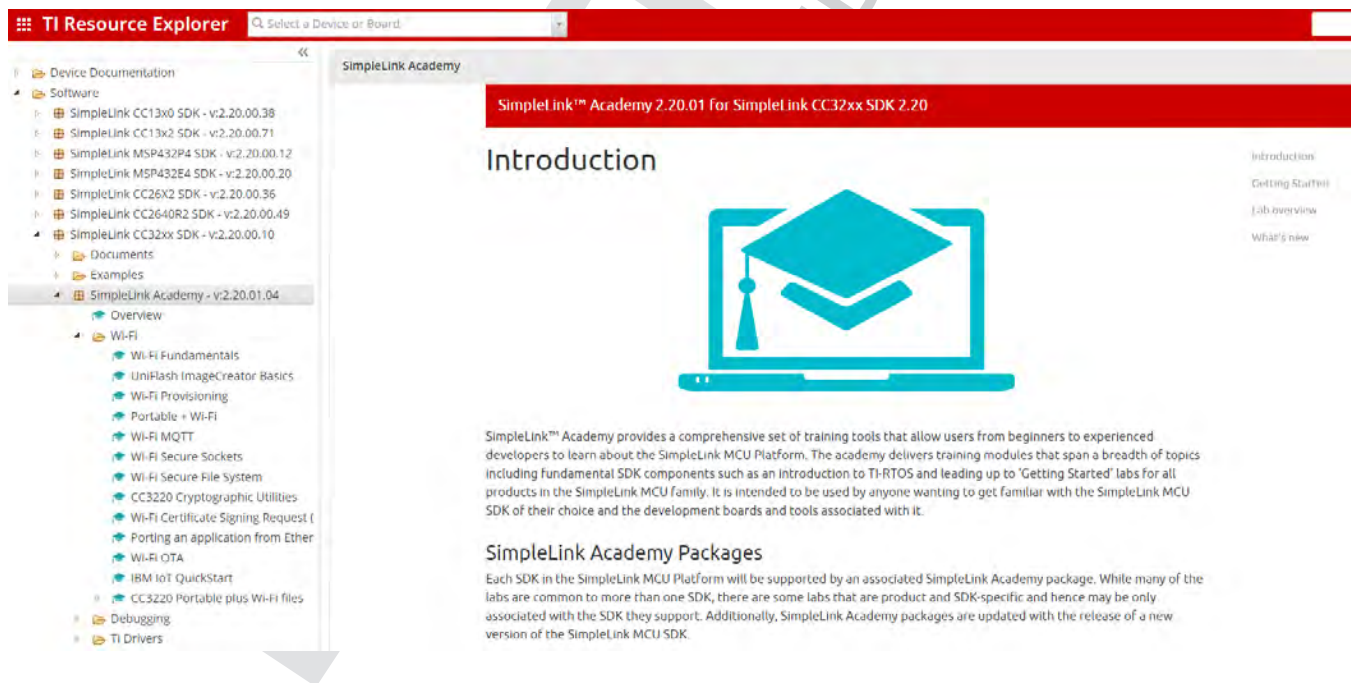 TI Resource Explorer
Select a Device or Board
Device Documentation
Software
SimpleLink CC13x0 SDK - v:2.20.00.38
SimpleLink CC13x2 SDK - v:2.20.00.71
SimpleLink MSP432P4 SDK - v:2.20.00.12
SimpleLink MSP432E4 SDK - v:2.20.00.20
SimpleLink CC26X2 SDK - v:2.20.00.36
SimpleLink CC2640R2 SDK - v:2.20.00.49
SimpleLink CC32xx SDK - v:2.20.00.10
Documents
Examples
SimpleLink Academy - v:2.20.01.04
Overview
Wi-Fi
Wi-Fi Fundamentals
UniFlash ImageCreator Basics
Wi-Fi Provisioning
Portable + Wi-Fi
Wi-Fi MQTT
Wi-Fi Secure Sockets
Wi-Fi Secure File System
CC3220 Cryptographic Utilities
Wi-Fi Certificate Signing Request (
Porting an application from Ether
Wi-Fi OTA
IBM IoT QuickStart
CC3220 Portable plus Wi-Fi files
Debugging
TI Drivers
SimpleLink Academy
SimpleLink™ Academy 2.20.01 for SimpleLink CC32xx SDK 2.20
Introduction
SimpleLink™ Academy provides a comprehensive set of training tools that allow users from beginners to experienced
developers to learn about the SimpleLink MCU Platform. The academy delivers training modules that span a breadth of topics
including fundamental SDK components such as an introduction to TI-RTOS and leading up to 'Getting Started' labs for all
products in the SimpleLink MCU family. It is intended to be used by anyone wanting to get familiar with the SimpleLink MCU
SDK of their choice and the development boards and tools associated with it.
SimpleLink Academy Packages
Each SDK in the SimpleLink MCU Platform will be supported by an associated SimpleLink Academy package. While many of the
labs are common to more than one SDK, there are some labs that are product and SDK-specific and hence may be only
associated with the SDK they support. Additionally, SimpleLink Academy packages are updated with the release of a new
version of the SimpleLink MCU SDK.
Introduction
Getting Started
Lab overview
What's new